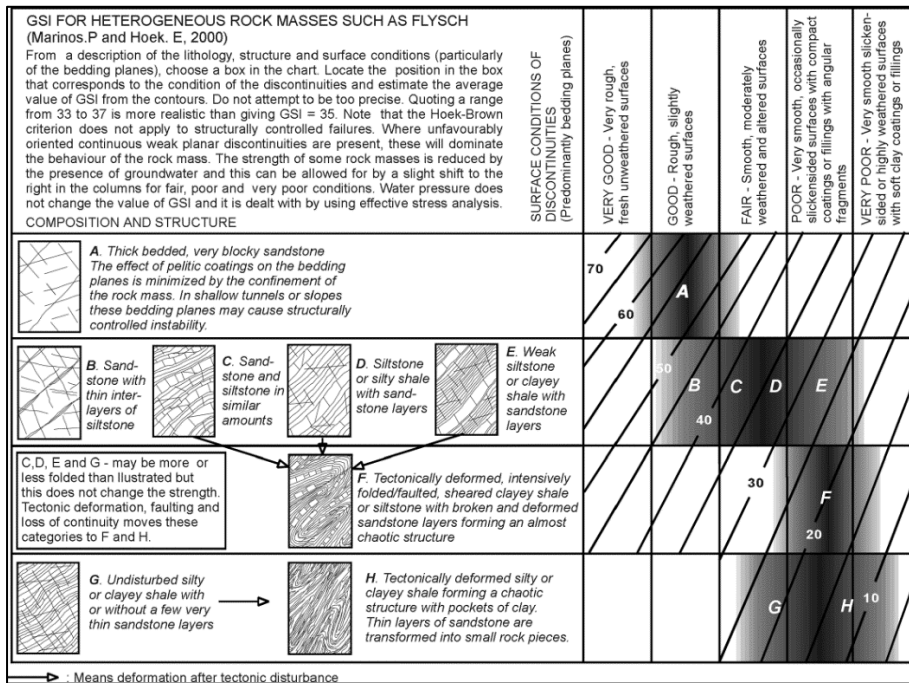 GSI FOR HETEROGENEOUS ROCK MASSES SUCH AS FLYSCH
(Marinos.P and Hoek. E, 2000)
From a description of the lithology, structure and surface conditions (particularly
of the bedding planes), choose a box in the chart. Locate the position in the box
that corresponds to the condition of the discontinuities and estimate the average
value of GSI from the contours. Do not attempt to be too precise. Quoting a range
from 33 to 37 is more realistic than giving GSI = 35. Note that the Hoek-Brown
criterion does not apply to structurally controlled failures. Where unfavourably
oriented continuous weak planar discontinuities are present, these will dominate
the behaviour of the rock mass. The strength of some rock masses is reduced by
the presence of groundwater and this can be allowed for by a slight shift to the
right in the columns for fair, poor and very poor conditions. Water pressure does
not change the value of GSI and it is dealt with by using effective stress analysis.
COMPOSITION AND STRUCTURE
SURFACE CONDITIONS OF
DISCONTINUITIES
(Predominantly bedding planes)
VERY GOOD - Very rough,
fresh unweathered surfaces
GOOD - Rough, slightly
weathered surfaces
FAIR - Smooth, moderately
weathered and altered surfaces
POOR - Very smooth, occasionally
slickensided surfaces with compact
coatings or fillings with angular
fragments
VERY POOR - Very smooth slicken-
sided or highly weathered surfaces
with soft clay coatings or fillings
A. Thick bedded, very blocky sandstone
The effect of pelitic coatings on the bedding
planes is minimized by the confinement of
the rock mass. In shallow tunnels or slopes
these bedding planes may cause structurally
controlled instability.
70
60
A
B. Sand-
stone with
thin inter-
layers of
siltstone
C. Sand-
stone and
siltstone in
similar
amounts
D. Siltstone
or silty shale
with sand-
stone layers
E. Weak
siltstone
or clayey
shale with
sandstone
layers
50
B
C
D
E
40
C,D, E and G - may be more or
less folded than llustrated but
this does not change the strength.
Tectonic deformation, faulting and
loss of continuity moves these
categories to F and H.
F. Tectonically deformed, intensively
folded/faulted, sheared clayey shale
or siltstone with broken and deformed
sandstone layers forming an almost
chaotic structure
30
F
20
G. Undisturbed silty
or clayey shale with
or without a few very
thin sandstone layers
H. Tectonically deformed silty or
clayey shale forming a chaotic
structure with pockets of clay.
Thin layers of sandstone are
transformed into small rock pieces.
G
H
10
: Means deformation after tectonic disturbance